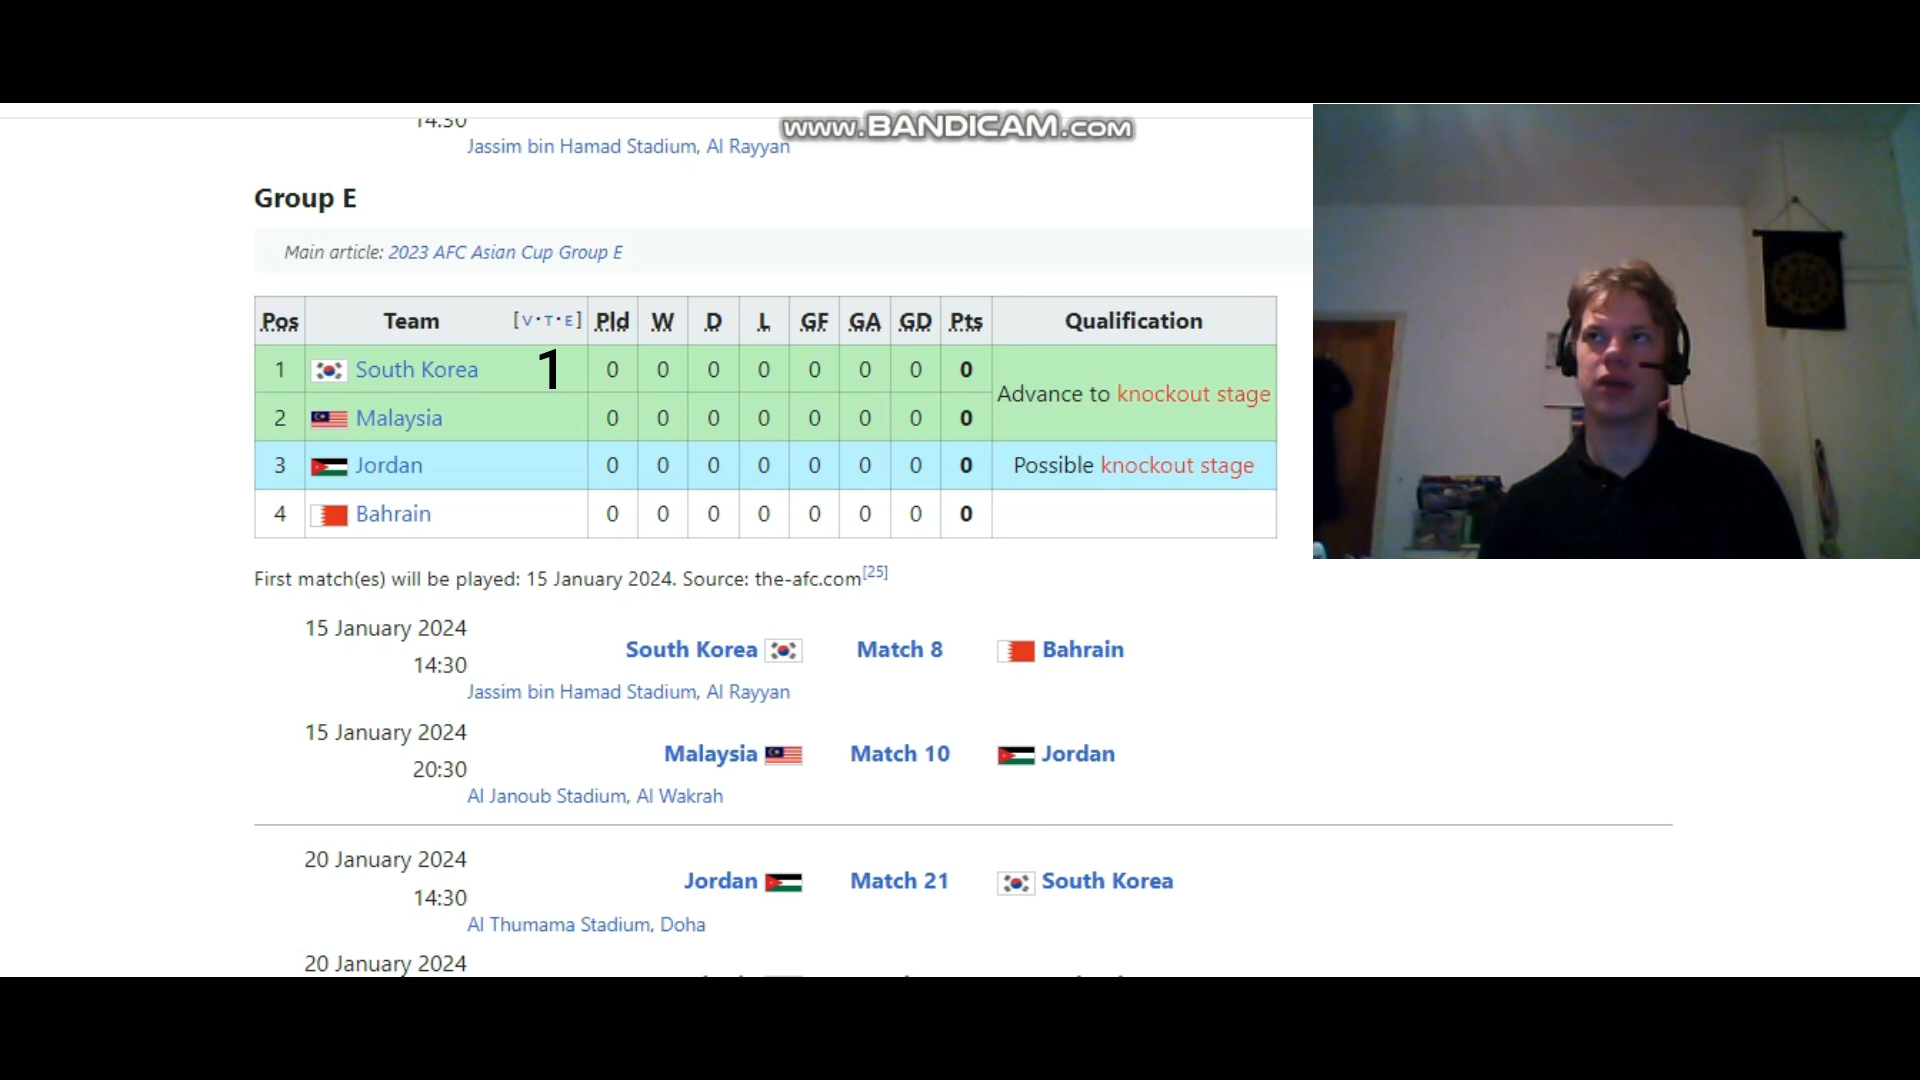 14:30
www.BANDICAM.com
Jassim bin Hamad Stadium, Al Rayyan
Group E
Main article: 2023 AFC Asian Cup Group E
Pos Team [V·T·E] Pld W D L GF GA GD Pts Qualification
1 South Korea 1 0 0 0 0 0 0 0 0 Advance to knockout stage
2 Malaysia 0 0 0 0 0 0 0 0
3 Jordan 0 0 0 0 0 0 0 0 Possible knockout stage
4 Bahrain 0 0 0 0 0 0 0 0
First match(es) will be played: 15 January 2024. Source: the-afc.com[25]
15 January 2024
14:30
South Korea Match 8 Bahrain
Jassim bin Hamad Stadium, Al Rayyan
15 January 2024
20:30
Malaysia Match 10 Jordan
Al Janoub Stadium, Al Wakrah
20 January 2024
14:30
Jordan Match 21 South Korea
Al Thumama Stadium, Doha
20 January 2024